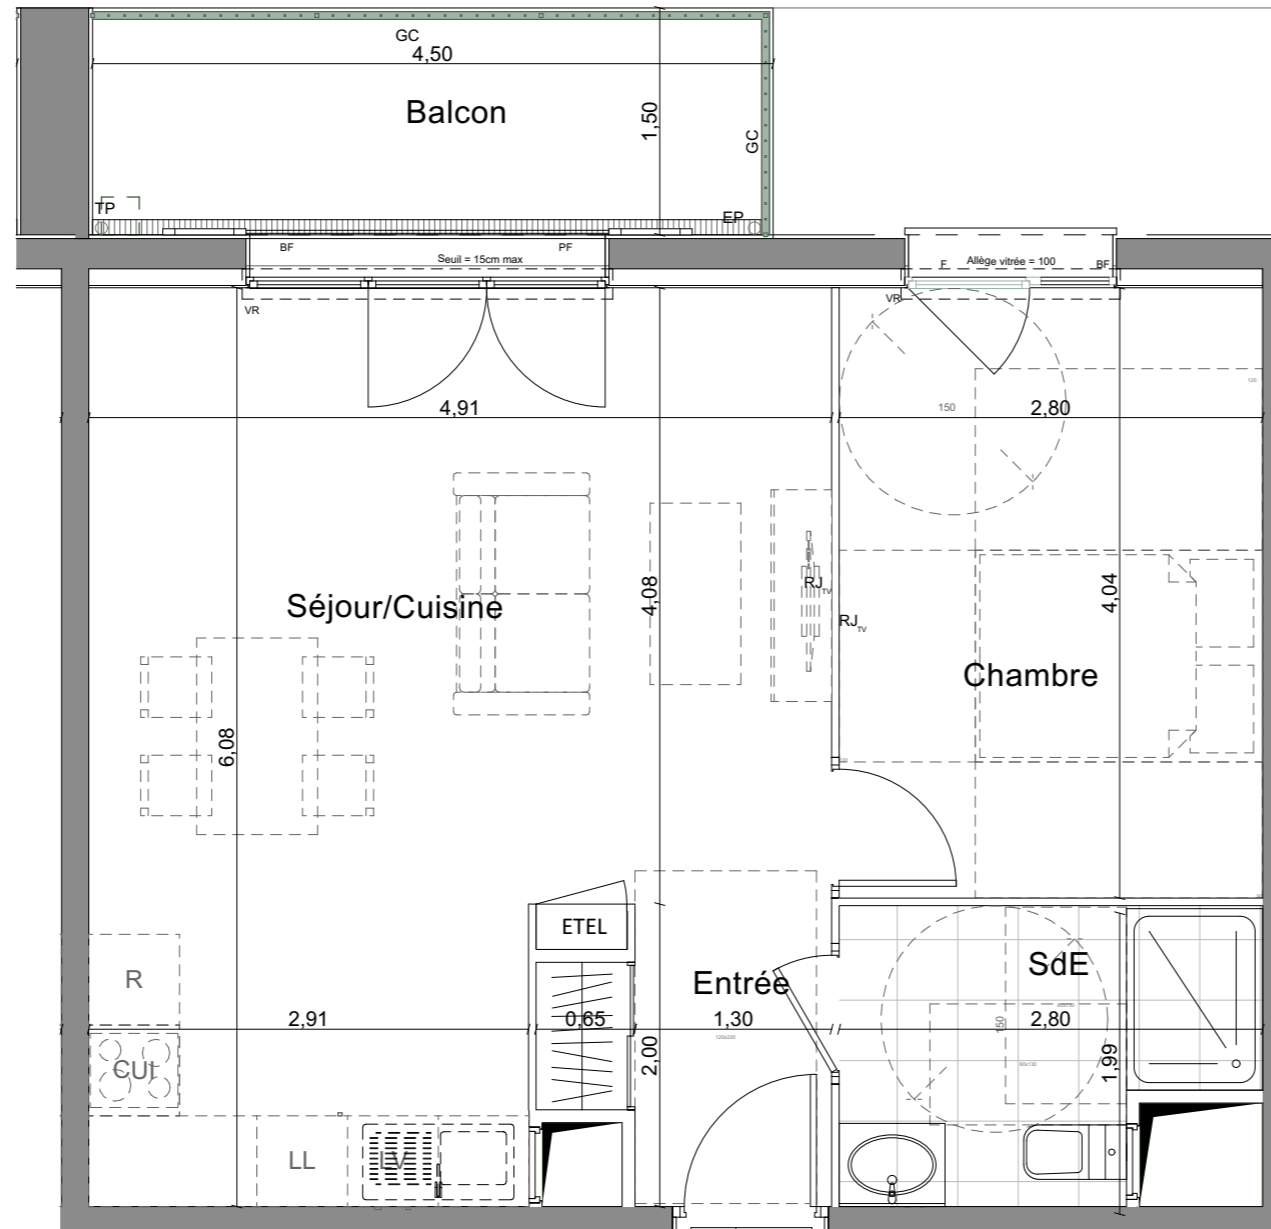 GC
4,50
Balcon
1,50
GC
TP
EP
BF
PF
Seuil = 15cm max
F
Allège vitrée = 100
BF
VR
VR
120
4,91
150
2,80
Séjour/Cuisine
4,08
RJ TV
RJ TV
4,04
Chambre
6,08
ETEL
R
Entrée
SdE
2,91
0,65
1,30
150
2,80
120x220
2,00
1,99
CUI
LL
LV